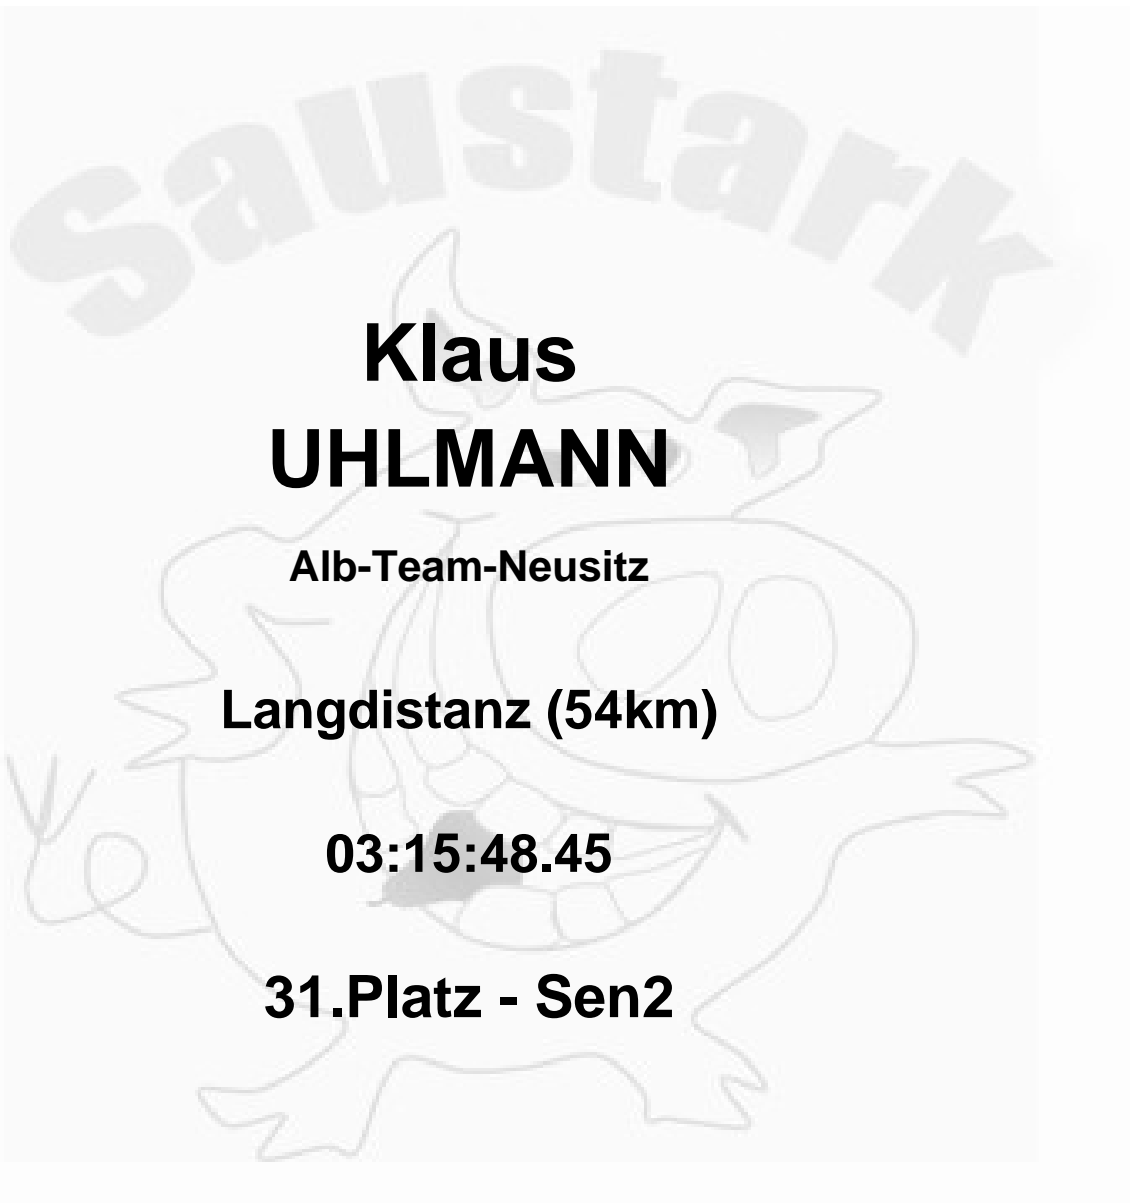 Saustark
Klaus
UHLMANN
Alb-Team-Neusitz
Langdistanz (54km)
03:15:48.45
31.Platz - Sen2